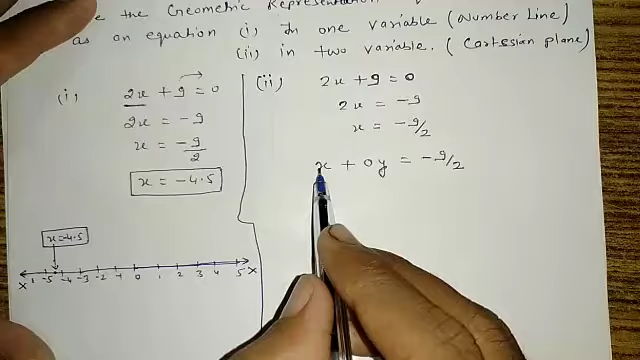 the Geometric Representation
as an equation (i) In one variable (Number Line)
(ii) in two variable. (Cartesian plane)
(i) 2x + 9 = 0
2x = -9
x = -9/2
x = -4.5
x=-4.5
X -5 -4 -3 -2 -1 0 1 2 3 4 5 X
(ii) 2x + 9 = 0
2x = -9
x = -9/2
x + 0y = -9/2